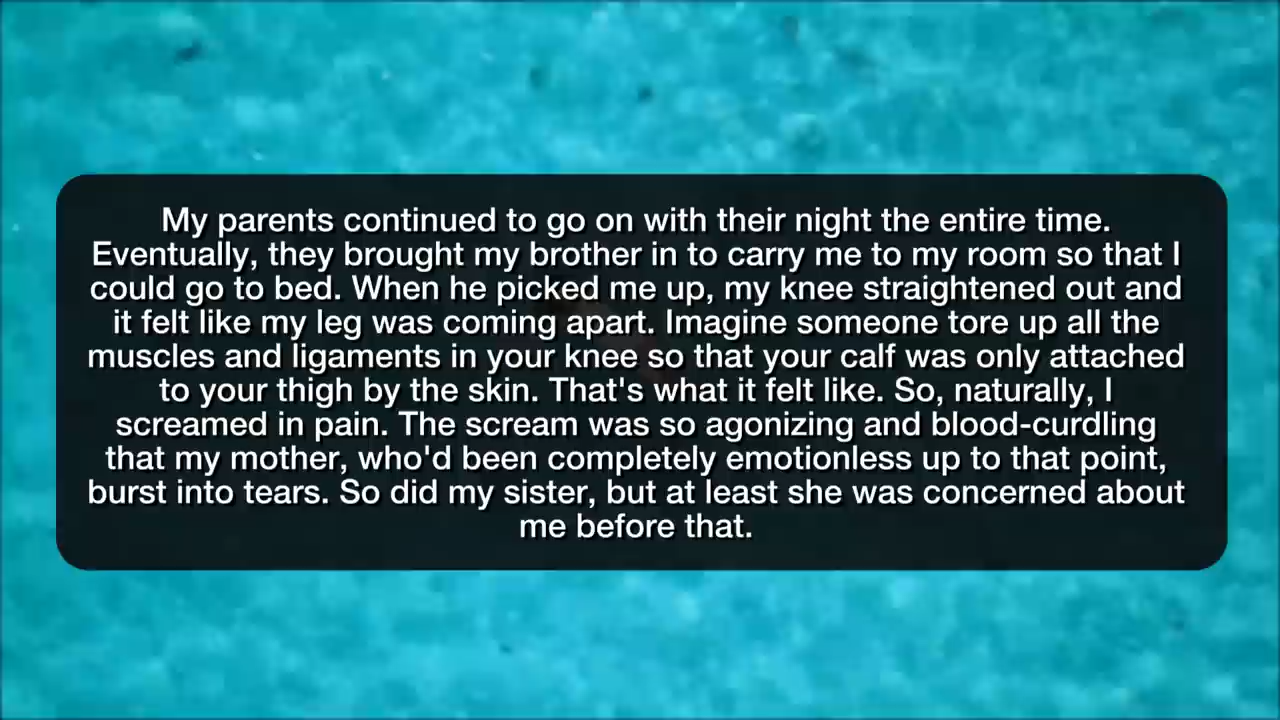 My parents continued to go on with their night the entire time.
Eventually, they brought my brother in to carry me to my room so that I
could go to bed. When he picked me up, my knee straightened out and
it felt like my leg was coming apart. Imagine someone tore up all the
muscles and ligaments in your knee so that your calf was only attached
to your thigh by the skin. That's what it felt like. So, naturally, I
screamed in pain. The scream was so agonizing and blood-curdling
that my mother, who'd been completely emotionless up to that point,
burst into tears. So did my sister, but at least she was concerned about
me before that.